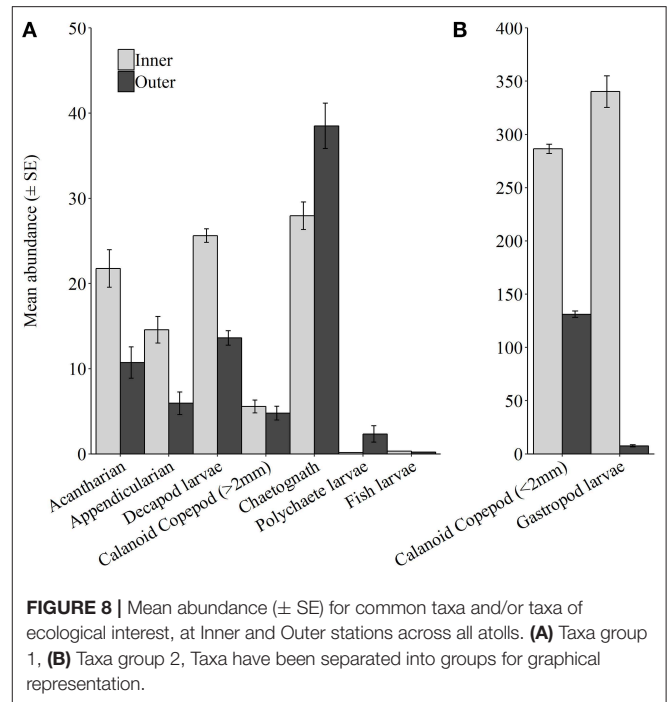 A
B
Inner
Outer
Mean abundance (± SE)
50
40
30
20
10
0
Acantharian
Appendicularian
Decapod larvae
Calanoid Copepod (>2mm)
Chaetognath
Polychaete larvae
Fish larvae
400
350
300
250
200
150
100
50
0
Calanoid Copepod (<2mm)
Gastropod larvae
FIGURE 8 | Mean abundance (± SE) for common taxa and/or taxa of
ecological interest, at Inner and Outer stations across all atolls. (A) Taxa group
1, (B) Taxa group 2, Taxa have been separated into groups for graphical
representation.